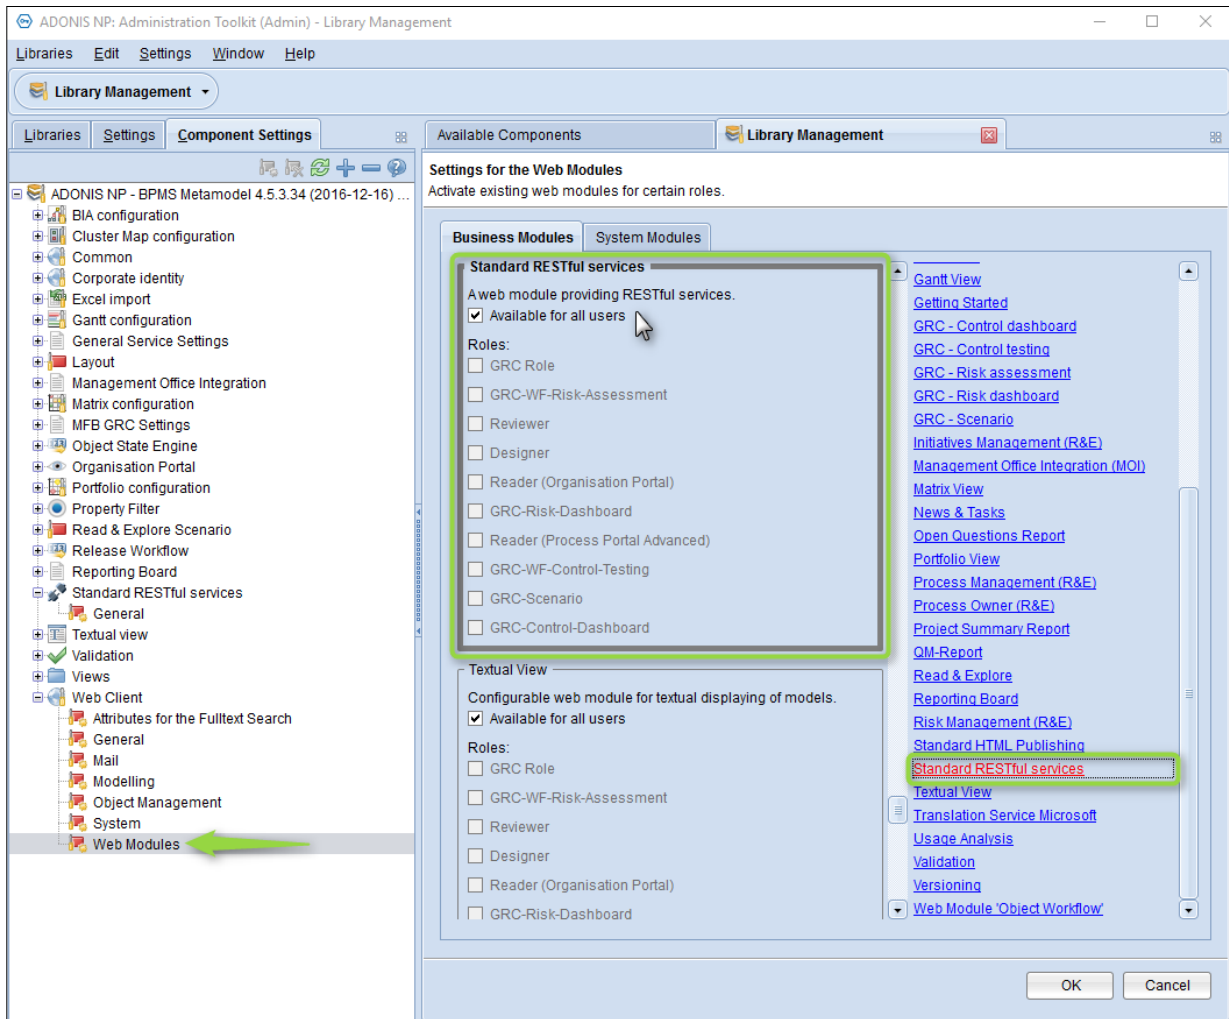 ADONIS NP: Administration Toolkit (Admin) - Library Management
Libraries Edit Settings Window Help
Library Management
Libraries Settings Component Settings
ADONIS NP - BPMS Metamodel 4.5.3.34 (2016-12-16) ...
BIA configuration
Cluster Map configuration
Common
Corporate identity
Excel import
Gantt configuration
General Service Settings
Layout
Management Office Integration
Matrix configuration
MFB GRC Settings
Object State Engine
Organisation Portal
Portfolio configuration
Property Filter
Read & Explore Scenario
Release Workflow
Reporting Board
Standard RESTful services
General
Textual view
Validation
Views
Web Client
Attributes for the Fulltext Search
General
Mail
Modelling
Object Management
System
Web Modules
Available Components Library Management
Settings for the Web Modules
Activate existing web modules for certain roles.
Business Modules System Modules
Standard RESTful services
A web module providing RESTful services.
Available for all users
Roles:
GRC Role
GRC-WF-Risk-Assessment
Reviewer
Designer
Reader (Organisation Portal)
GRC-Risk-Dashboard
Reader (Process Portal Advanced)
GRC-WF-Control-Testing
GRC-Scenario
GRC-Control-Dashboard
Textual View
Configurable web module for textual displaying of models.
Available for all users
Roles:
GRC Role
GRC-WF-Risk-Assessment
Reviewer
Designer
Reader (Organisation Portal)
GRC-Risk-Dashboard
Gantt View
Getting Started
GRC - Control dashboard
GRC - Control testing
GRC - Risk assessment
GRC - Risk dashboard
GRC - Scenario
Initiatives Management (R&E)
Management Office Integration (MOI)
Matrix View
News & Tasks
Open Questions Report
Portfolio View
Process Management (R&E)
Process Owner (R&E)
Project Summary Report
QM-Report
Read & Explore
Reporting Board
Risk Management (R&E)
Standard HTML Publishing
Standard RESTful services
Textual View
Translation Service Microsoft
Usage Analysis
Validation
Versioning
Web Module 'Object Workflow'
OK Cancel